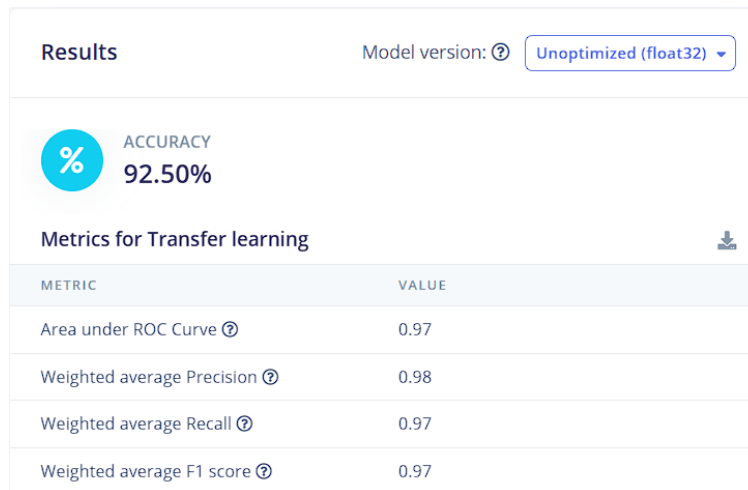 Results
Model version: Unoptimized (float32)
%
ACCURACY
92.50%
Metrics for Transfer learning
METRIC VALUE
Area under ROC Curve ? 0.97
Weighted average Precision ? 0.98
Weighted average Recall ? 0.97
Weighted average F1 score ? 0.97